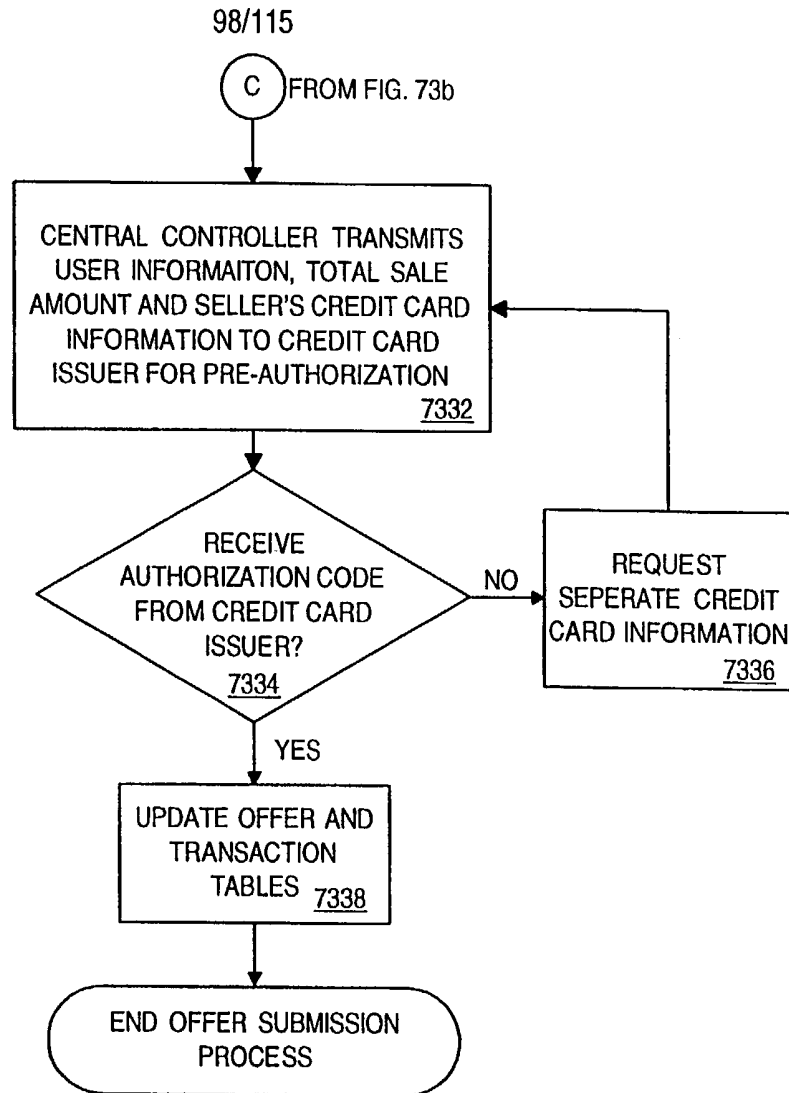 98/115
C FROM FIG. 73b
CENTRAL CONTROLLER TRANSMITS
USER INFORMAITON, TOTAL SALE
AMOUNT AND SELLER'S CREDIT CARD
INFORMATION TO CREDIT CARD
ISSUER FOR PRE-AUTHORIZATION
7332
RECEIVE
AUTHORIZATION CODE
FROM CREDIT CARD
ISSUER?
7334
NO
REQUEST
SEPERATE CREDIT
CARD INFORMATION
7336
YES
UPDATE OFFER AND
TRANSACTION
TABLES 7338
END OFFER SUBMISSION
PROCESS